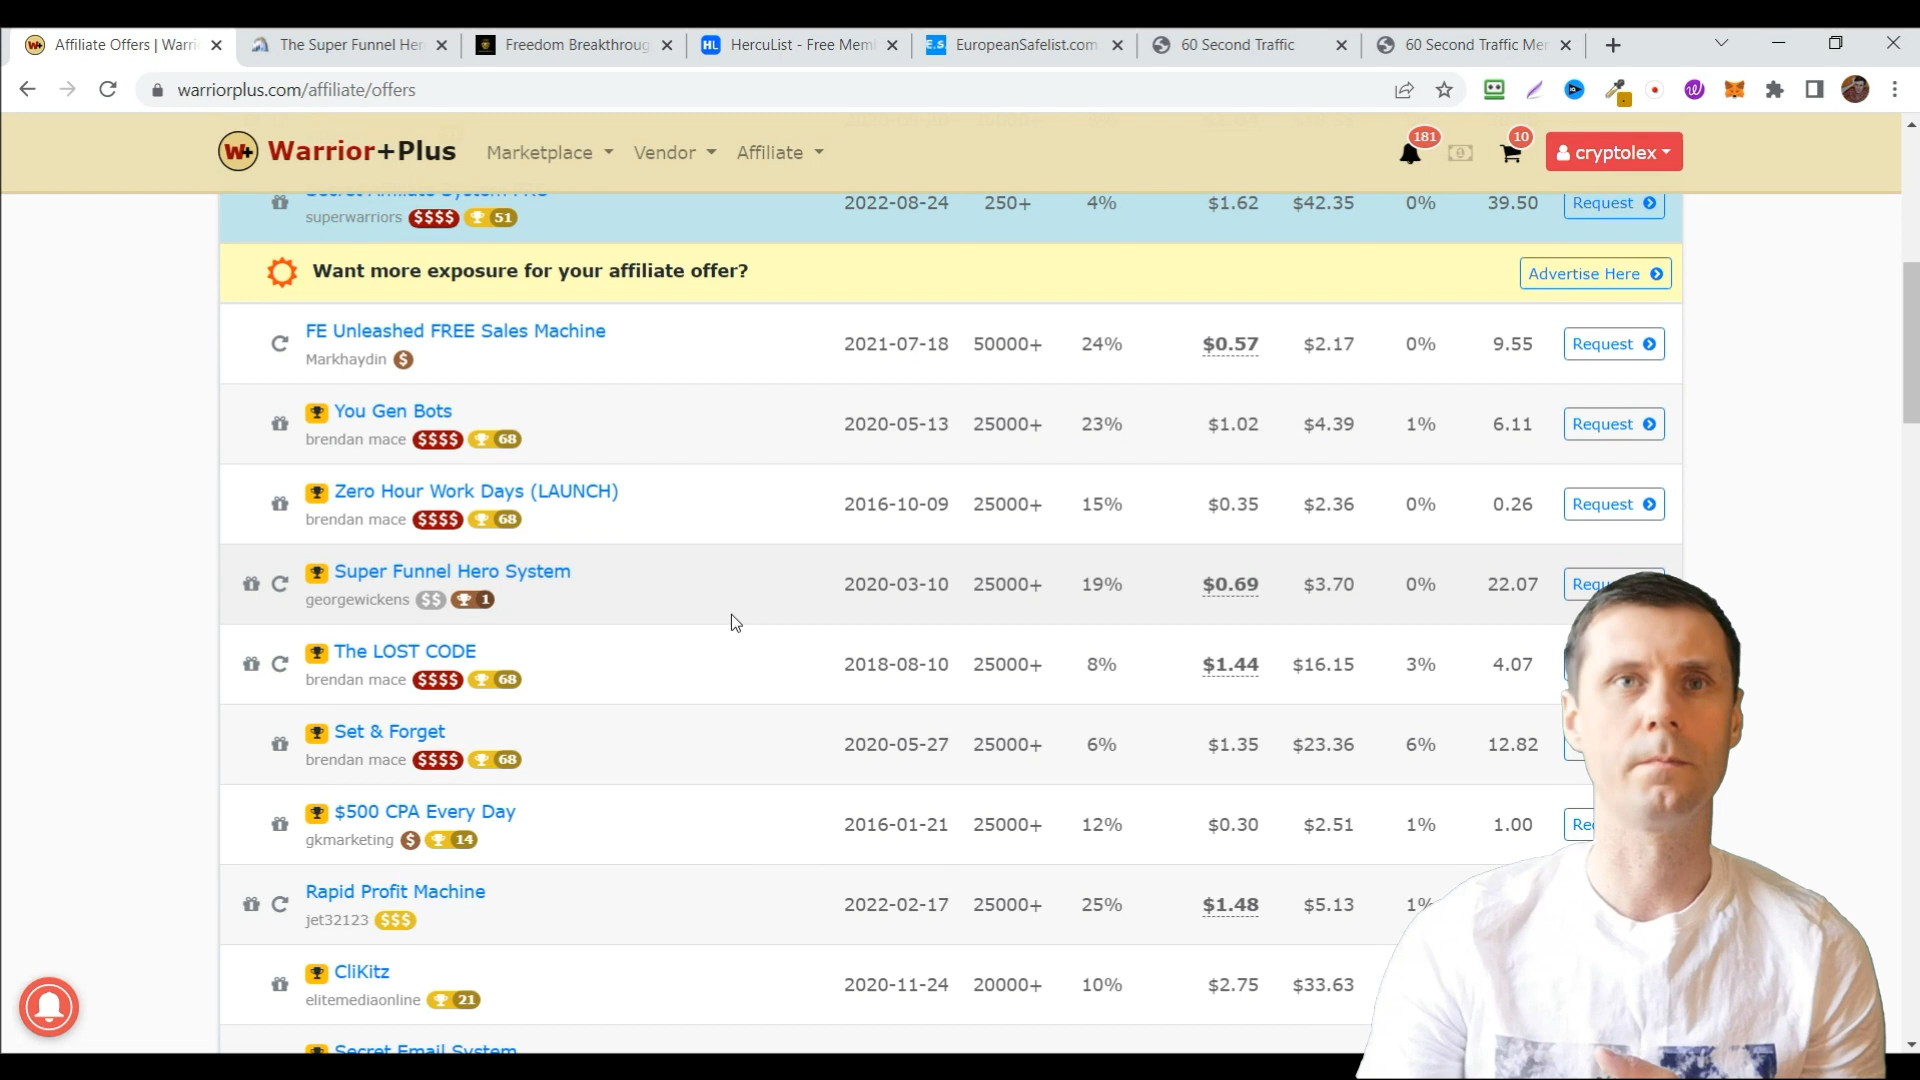 Affiliate Offers | Warri
The Super Funnel Her
Freedom Breakthroug
HL HercuList - Free Mem
E.S. EuropeanSafelist.com
60 Second Traffic
60 Second Traffic Mer
warriorplus.com/affiliate/offers
W+ Warrior+Plus
Marketplace
Vendor
Affiliate
181
10
cryptolex
superwarriors $$$$ 51
2022-08-24 250+ 4% $1.62 $42.35 0% 39.50 Request
Want more exposure for your affiliate offer?
Advertise Here
FE Unleashed FREE Sales Machine
Markhaydin $
2021-07-18 50000+ 24% $0.57 $2.17 0% 9.55 Request
You Gen Bots
brendan mace $$$$ 68
2020-05-13 25000+ 23% $1.02 $4.39 1% 6.11 Request
Zero Hour Work Days (LAUNCH)
brendan mace $$$$ 68
2016-10-09 25000+ 15% $0.35 $2.36 0% 0.26 Request
Super Funnel Hero System
georgewickens $$ 1
2020-03-10 25000+ 19% $0.69 $3.70 0% 22.07 Requ
The LOST CODE
brendan mace $$$$ 68
2018-08-10 25000+ 8% $1.44 $16.15 3% 4.07
Set & Forget
brendan mace $$$$ 68
2020-05-27 25000+ 6% $1.35 $23.36 6% 12.82
$500 CPA Every Day
gkmarketing $ 14
2016-01-21 25000+ 12% $0.30 $2.51 1% 1.00 Re
Rapid Profit Machine
jet32123 $$$
2022-02-17 25000+ 25% $1.48 $5.13 1%
CliKitz
elitemediaonline 21
2020-11-24 20000+ 10% $2.75 $33.63
Secret Email System